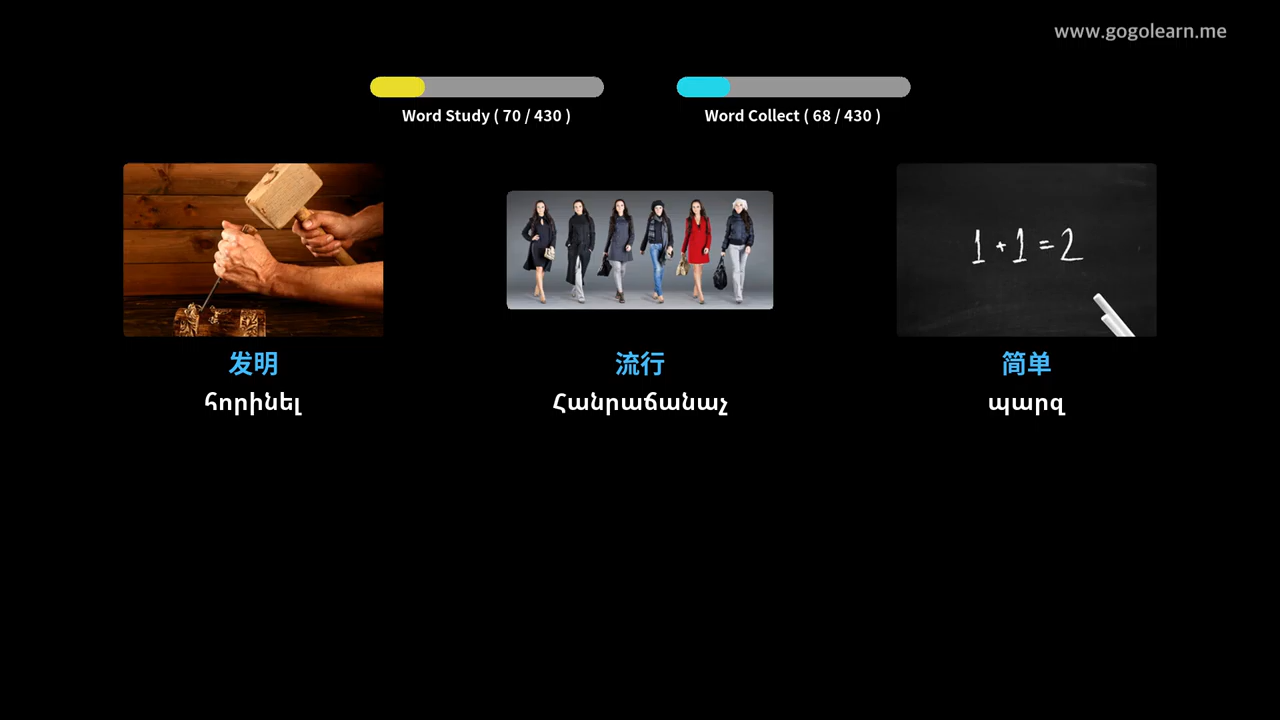 www.gogolearn.me
Word Study ( 70 / 430 )
Word Collect ( 68 / 430 )
1 + 1 = 2
发明
流行
简单
հորինել
Հանրաճանաչ
պարզ